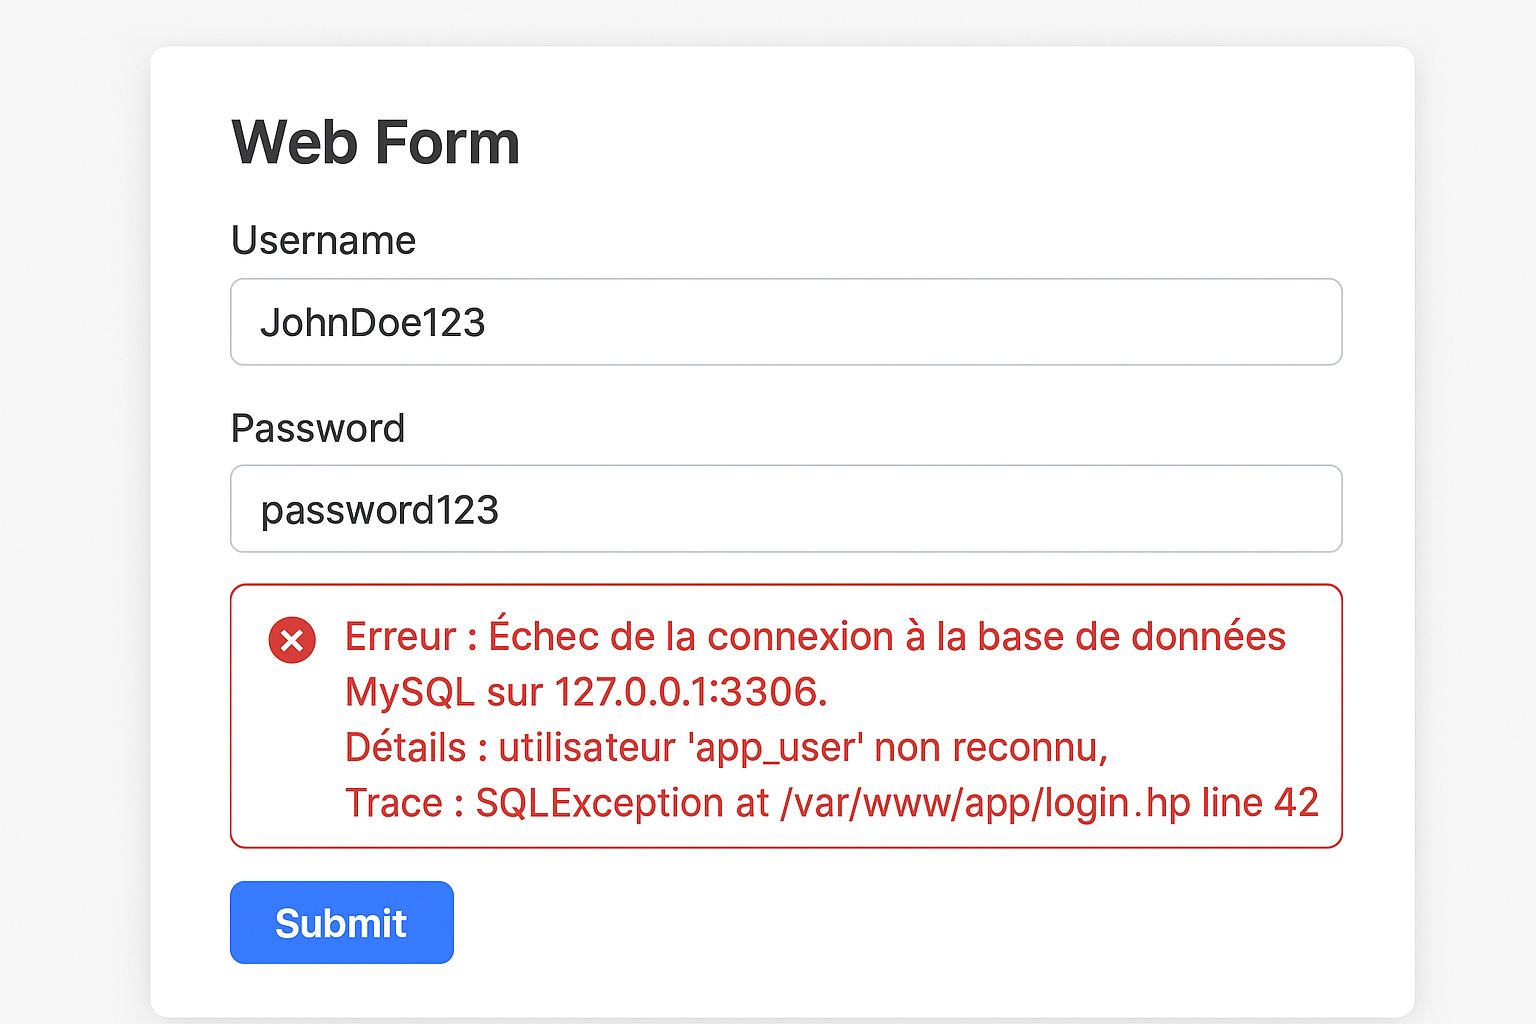 Web Form
Username
JohnDoe123
Password
password123
Erreur : Échec de la connexion à la base de données
MySQL sur 127.0.0.1:3306.
Détails : utilisateur 'app_user' non reconnu,
Trace : SQLException at /var/www/app/login.hp line 42
Submit